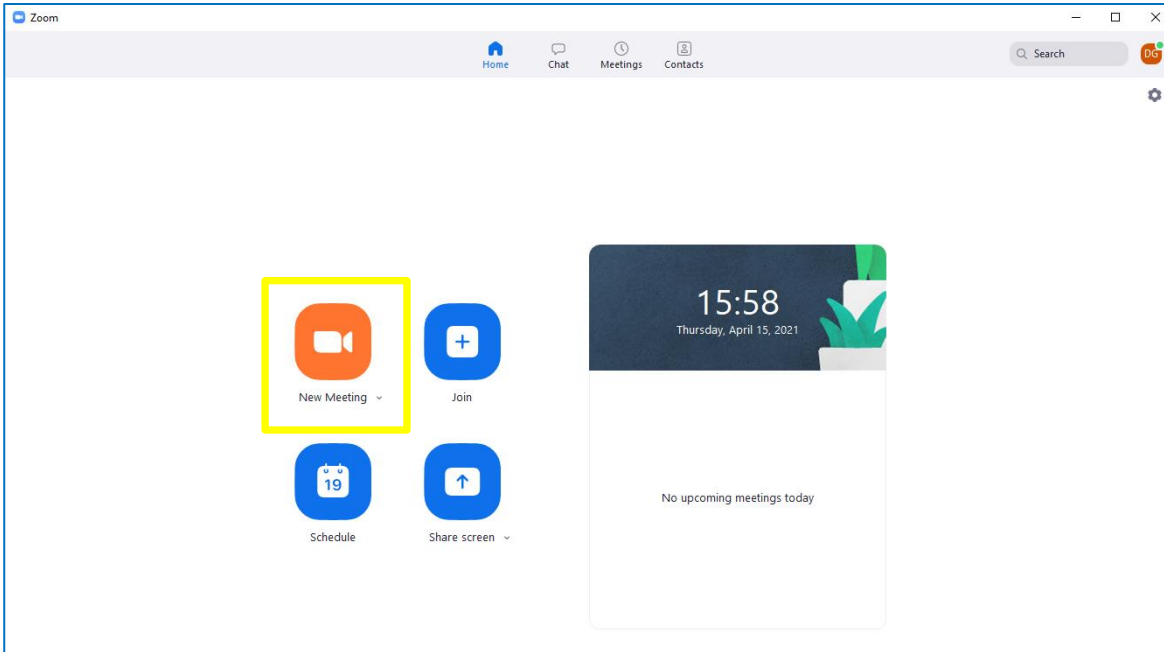 Zoom
Home
Chat
Meetings
Contacts
Search
DG
15:58
Thursday, April 15, 2021
New Meeting
Join
19
Schedule
Share screen
No upcoming meetings today